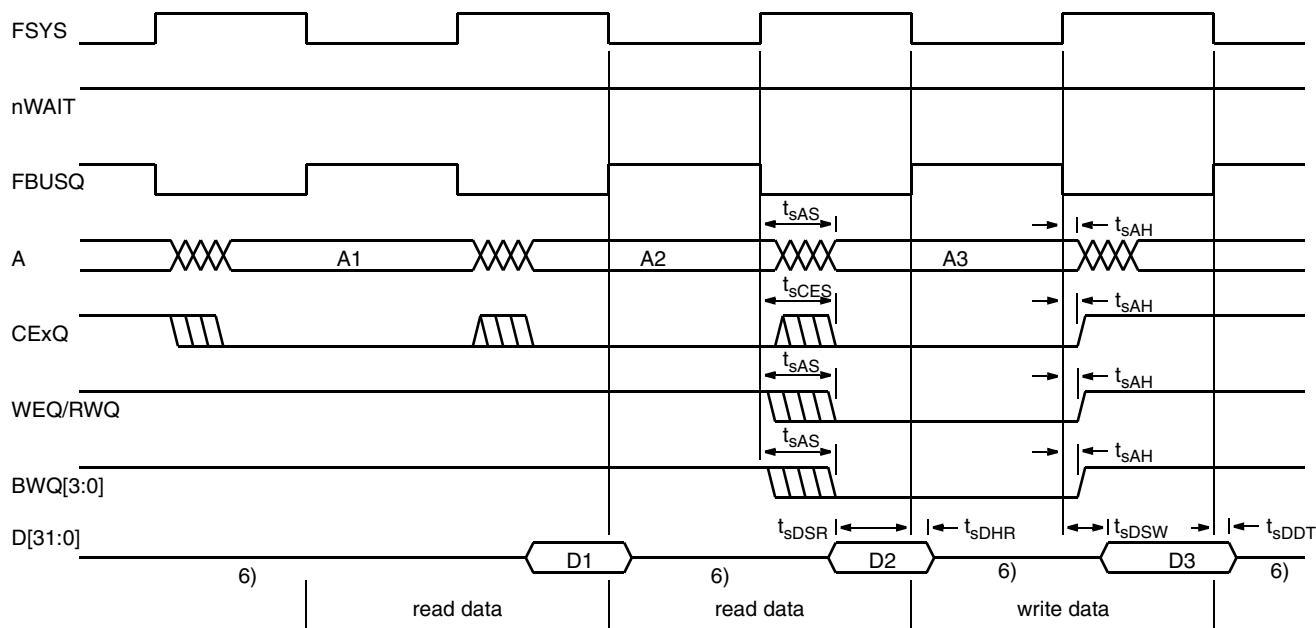 FSYS
nWAIT
FBUSQ
tsAS
tsAH
A
A1
A2
A3
tsCES
tsAH
CExQ
tsAS
tsAH
WEQ/RWQ
tsAS
tsAH
BWQ[3:0]
D[31:0]
tsDSR
tsDHR
tsDSW
tsDDT
D1
D2
D3
6)
6)
6)
6)
read data
read data
write data